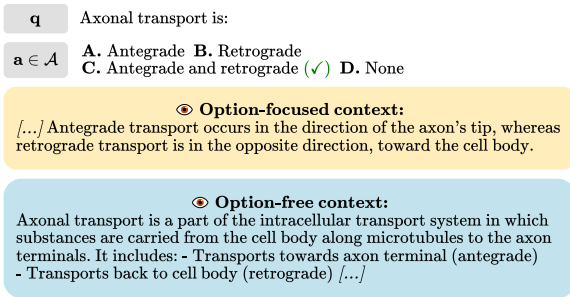 q Axonal transport is:
a ∈ 𝒜 A. Antegrade B. Retrograde
C. Antegrade and retrograde (✓) D. None
Option-focused context:
[...] Antegrade transport occurs in the direction of the axon's tip, whereas
retrograde transport is in the opposite direction, toward the cell body.
Option-free context:
Axonal transport is a part of the intracellular transport system in which
substances are carried from the cell body along microtubules to the axon
terminals. It includes: - Transports towards axon terminal (antegrade)
- Transports back to cell body (retrograde) [...]